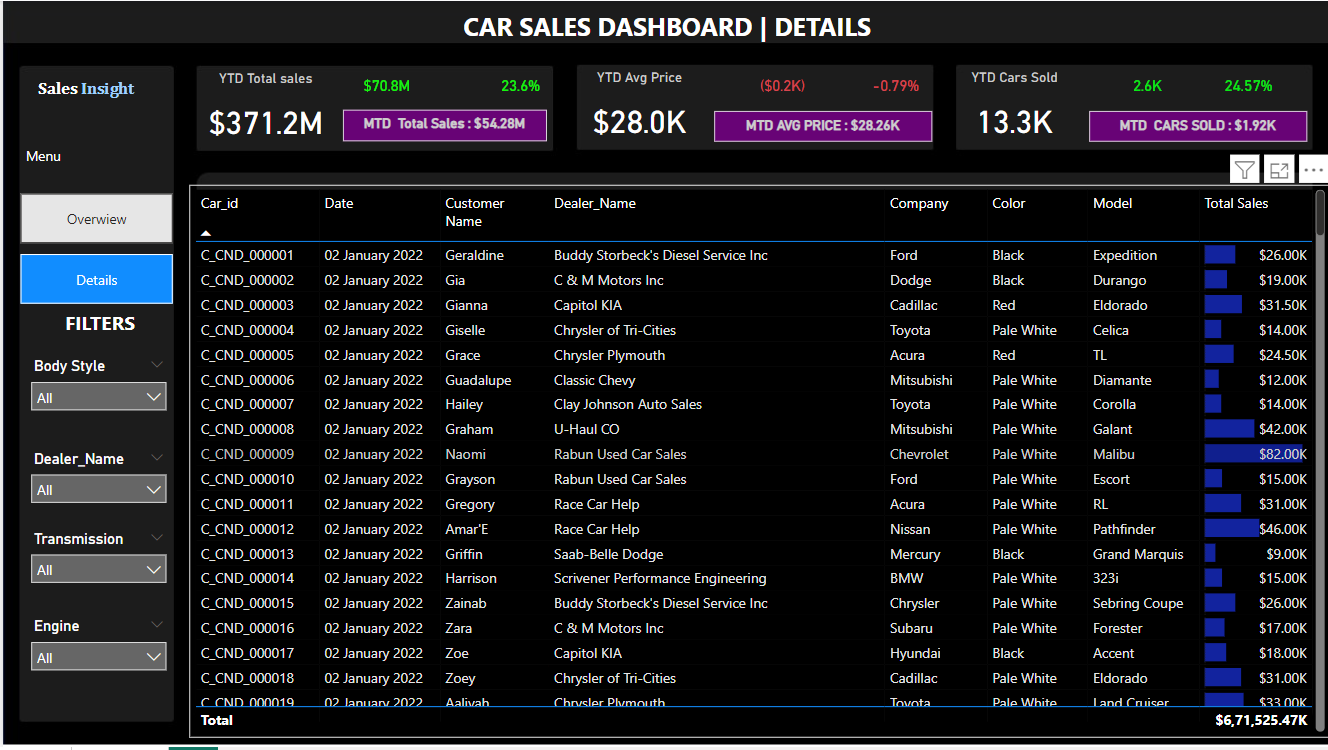 CAR SALES DASHBOARD | DETAILS
Sales Insight
Menu
Overwiew
Details
FILTERS
Body Style
All
Dealer_Name
All
Transmission
All
Engine
All
YTD Total sales
$70.8M 23.6%
$371.2M
MTD Total Sales : $54.28M
YTD Avg Price
($0.2K) -0.79%
$28.0K
MTD AVG PRICE : $28.26K
YTD Cars Sold
2.6K 24.57%
13.3K
MTD CARS SOLD : $1.92K
Car_id Date Customer Name Dealer_Name Company Color Model Total Sales
C_CND_000001 02 January 2022 Geraldine Buddy Storbeck's Diesel Service Inc Ford Black Expedition $26.00K
C_CND_000002 02 January 2022 Gia C & M Motors Inc Dodge Black Durango $19.00K
C_CND_000003 02 January 2022 Gianna Capitol KIA Cadillac Red Eldorado $31.50K
C_CND_000004 02 January 2022 Giselle Chrysler of Tri-Cities Toyota Pale White Celica $14.00K
C_CND_000005 02 January 2022 Grace Chrysler Plymouth Acura Red TL $24.50K
C_CND_000006 02 January 2022 Guadalupe Classic Chevy Mitsubishi Pale White Diamante $12.00K
C_CND_000007 02 January 2022 Hailey Clay Johnson Auto Sales Toyota Pale White Corolla $14.00K
C_CND_000008 02 January 2022 Graham U-Haul CO Mitsubishi Pale White Galant $42.00K
C_CND_000009 02 January 2022 Naomi Rabun Used Car Sales Chevrolet Pale White Malibu $82.00K
C_CND_000010 02 January 2022 Grayson Rabun Used Car Sales Ford Pale White Escort $15.00K
C_CND_000011 02 January 2022 Gregory Race Car Help Acura Pale White RL $31.00K
C_CND_000012 02 January 2022 Amar'E Race Car Help Nissan Pale White Pathfinder $46.00K
C_CND_000013 02 January 2022 Griffin Saab-Belle Dodge Mercury Black Grand Marquis $9.00K
C_CND_000014 02 January 2022 Harrison Scrivener Performance Engineering BMW Pale White 323i $15.00K
C_CND_000015 02 January 2022 Zainab Buddy Storbeck's Diesel Service Inc Chrysler Pale White Sebring Coupe $26.00K
C_CND_000016 02 January 2022 Zara C & M Motors Inc Subaru Pale White Forester $17.00K
C_CND_000017 02 January 2022 Zoe Capitol KIA Hyundai Black Accent $18.00K
C_CND_000018 02 January 2022 Zoey Chrysler of Tri-Cities Cadillac Pale White Eldorado $31.00K
C_CND_000019 02 January 2022 Aaliyah Chrysler Plymouth Toyota Pale White Land Cruiser $33.00K
Total $6,71,525.47K